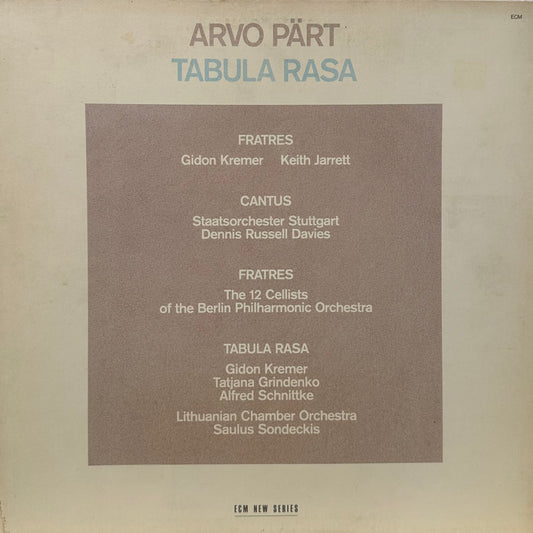 ECM
ARVO PÄRT
TABULA RASA
FRATRES
Gidon Kremer Keith Jarrett
CANTUS
Staatsorchester Stuttgart
Dennis Russell Davies
FRATRES
The 12 Cellists
of the Berlin Philharmonic Orchestra
TABULA RASA
Gidon Kremer
Tatjana Grindenko
Alfred Schnittke
Lithuanian Chamber Orchestra
Saulus Sondeckis
ECM NEW SERIES